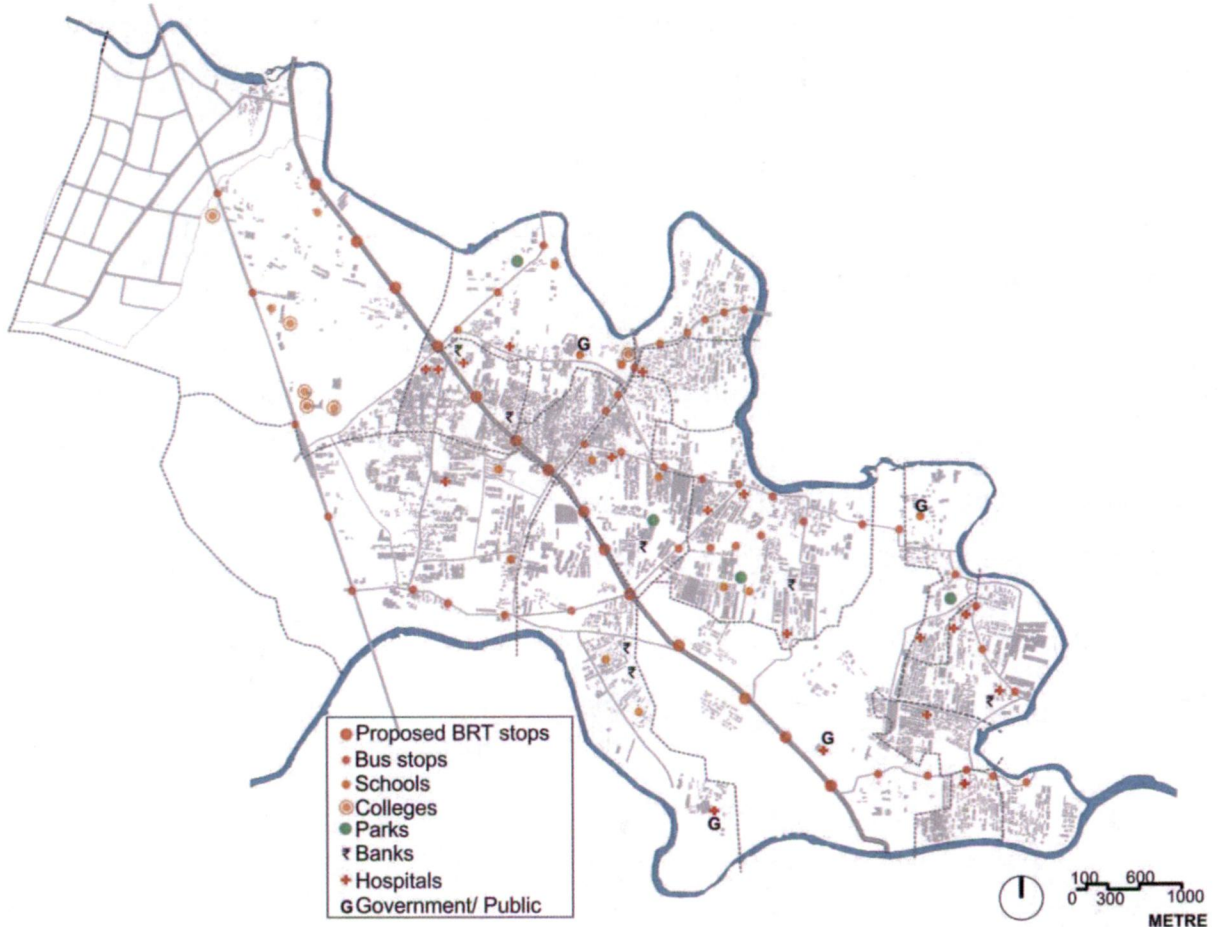 ₹
G
₹
G
₹
₹
₹
₹
₹
G
G
Proposed BRT stops
Bus stops
Schools
Colleges
Parks
₹ Banks
Hospitals
G Government/ Public
100 600
0 300 1000
METRE